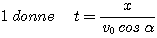 1 donne t = x / (v₀ cos α)